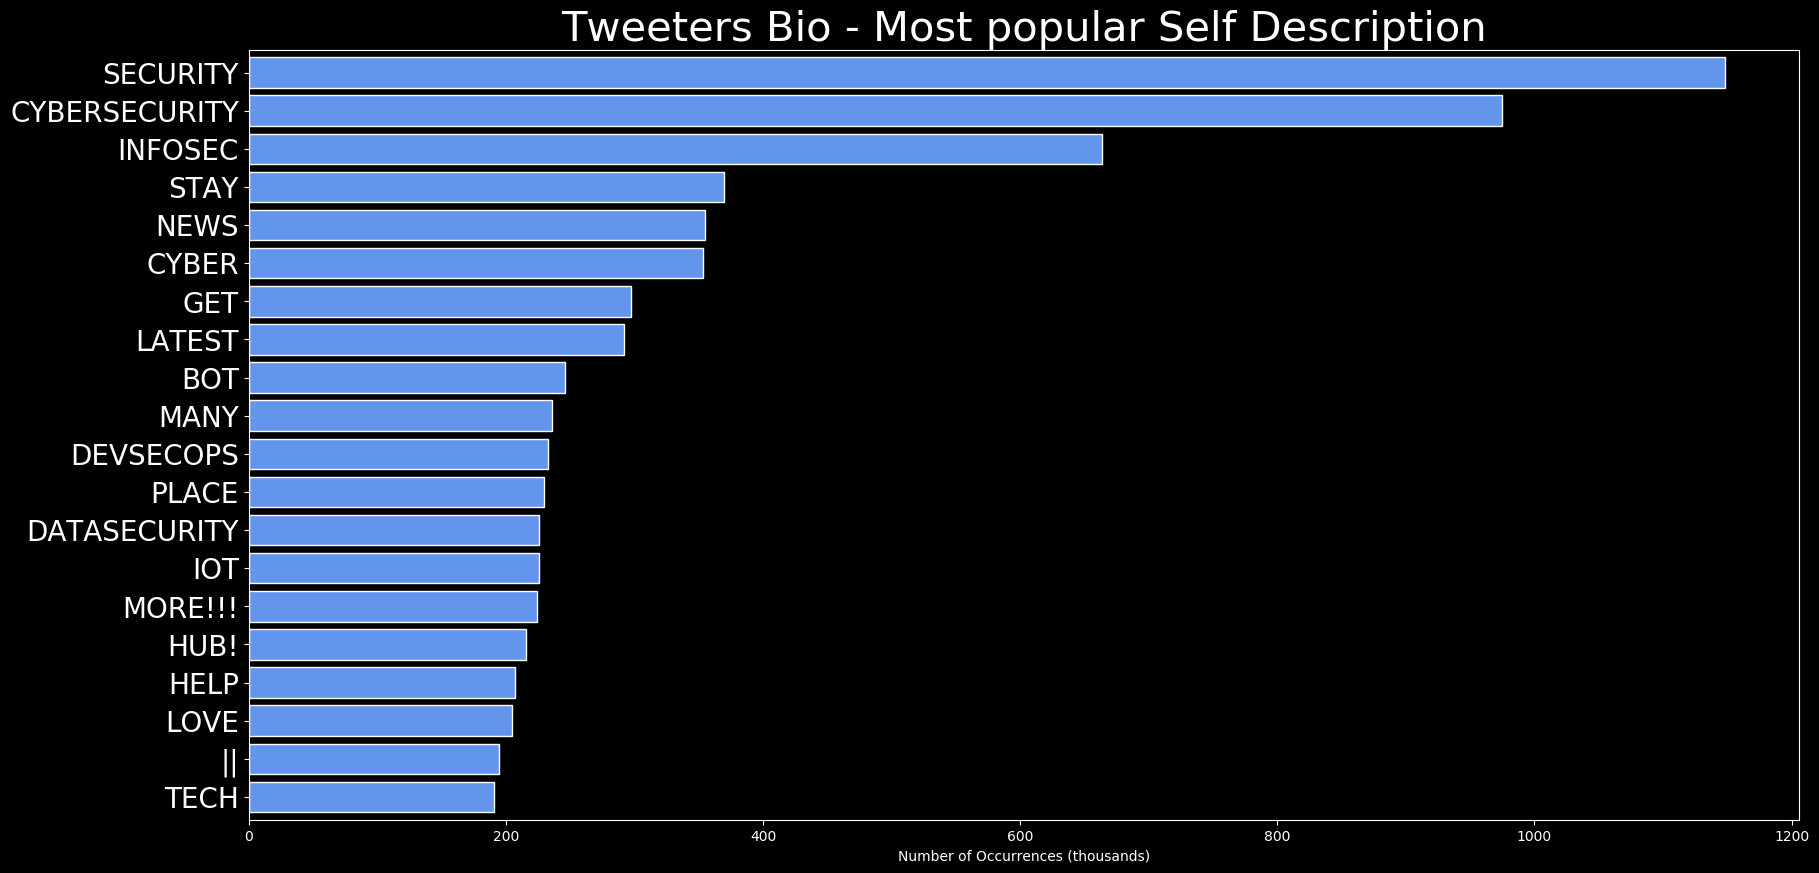 Tweeters Bio - Most popular Self Description
SECURITY
CYBERSECURITY
INFOSEC
STAY
NEWS
CYBER
GET
LATEST
BOT
MANY
DEVSECOPS
PLACE
DATASECURITY
IOT
MORE!!!
HUB!
HELP
LOVE
||
TECH
0 200 400 600 800 1000 1200
Number of Occurrences (thousands)